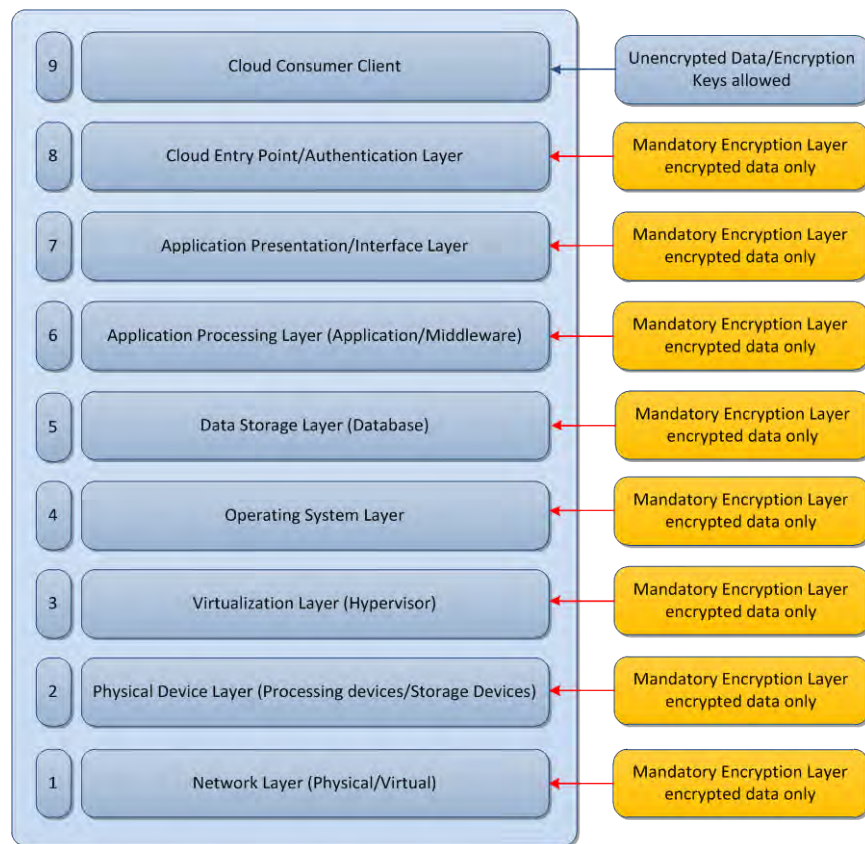 9
Cloud Consumer Client
Unencrypted Data/Encryption
Keys allowed
8
Cloud Entry Point/Authentication Layer
Mandatory Encryption Layer
encrypted data only
7
Application Presentation/Interface Layer
Mandatory Encryption Layer
encrypted data only
6
Application Processing Layer (Application/Middleware)
Mandatory Encryption Layer
encrypted data only
5
Data Storage Layer (Database)
Mandatory Encryption Layer
encrypted data only
4
Operating System Layer
Mandatory Encryption Layer
encrypted data only
3
Virtualization Layer (Hypervisor)
Mandatory Encryption Layer
encrypted data only
2
Physical Device Layer (Processing devices/Storage Devices)
Mandatory Encryption Layer
encrypted data only
1
Network Layer (Physical/Virtual)
Mandatory Encryption Layer
encrypted data only